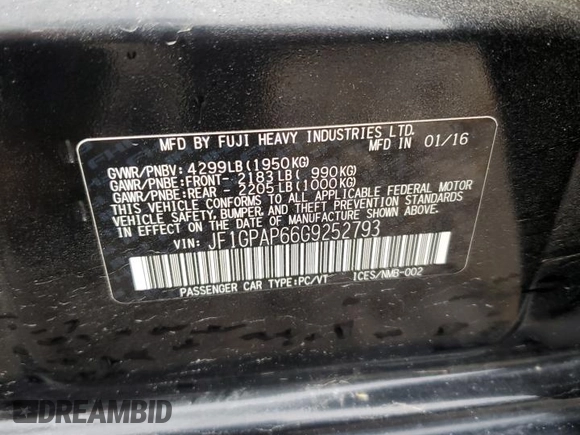 MFD BY FUJI HEAVY INDUSTRIES LTD.
MFD IN 01/16
GVWR/PNBV: 4299LB(1950KG)
GAWR/PNBE:FRONT- 2183LB( 990KG)
GAWR/PNBE:REAR - 2205LB(1000KG)
THIS VEHICLE CONFORMS TO ALL APPLICABLE FEDERAL MOTOR
VEHICLE SAFETY, BUMPER, AND THEFT PREVENTION STANDARDS
IN EFFECT ON THE DATE OF MANUFACTURE SHOWN ABOVE.
VIN: JF1GPAP66G9252793
PASSENGER CAR TYPE:PC/VT ICES/NMB-002
DREAMBID